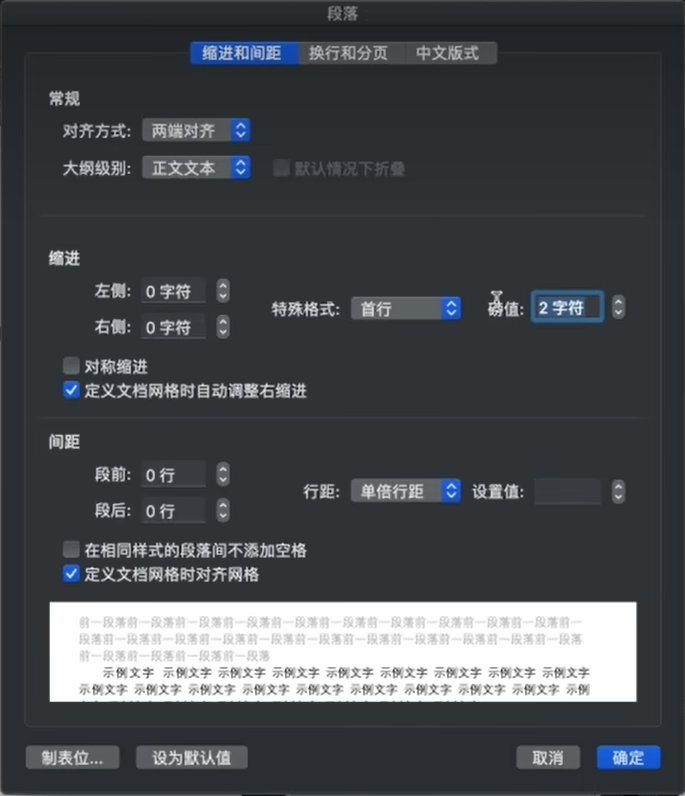 段落
缩进和间距 换行和分页 中文版式
常规
对齐方式: 两端对齐
大纲级别: 正文文本 默认情况下折叠
缩进
左侧: 0 字符
特殊格式: 首行 磅值: 2 字符
右侧: 0 字符
对称缩进
定义文档网格时自动调整右缩进
间距
段前: 0 行
行距: 单倍行距 设置值:
段后: 0 行
在相同样式的段落间不添加空格
定义文档网格时对齐网格
前一段落前一段落前一段落前一段落前一段落前一段落前一段落前一段落前一段落前一
段落前一段落前一段落前一段落前一段落前一段落前一段落前一段落前一段落前一段落
前一段落前一段落前一段落前一段落
示例文字 示例文字 示例文字 示例文字 示例文字 示例文字 示例文字 示例文字 示例文字
示例文字 示例文字 示例文字 示例文字 示例文字 示例文字 示例文字 示例文字 示例
制表位... 设为默认值 取消 确定